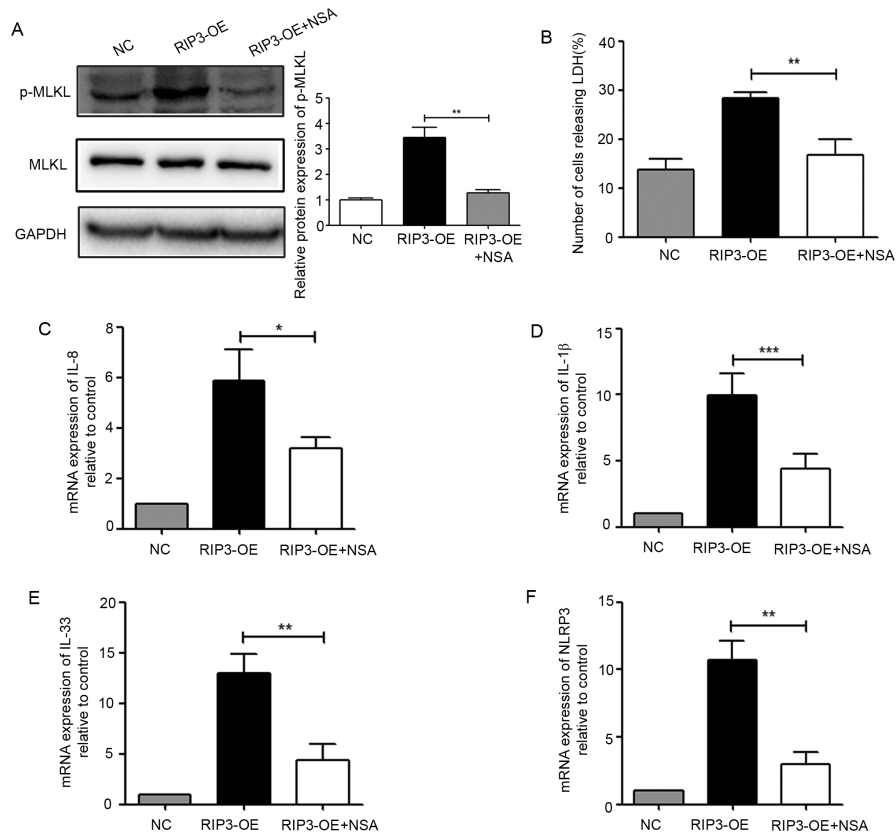 A
NC
RIP3-OE
RIP3-OE+NSA
p-MLKL
MLKL
GAPDH
Relative protein expression of p-MLKL
5
4
3
2
1
0
**
NC
RIP3-OE
RIP3-OE
+NSA
B
Number of cells releasing LDH(%)
40
30
20
10
0
**
NC
RIP3-OE
RIP3-OE+NSA
C
mRNA expression of IL-8
relative to control
8
6
4
2
0
*
NC
RIP3-OE
RIP3-OE+NSA
D
mRNA expression of IL-1β
relative to control
15
10
5
0
***
NC
RIP3-OE
RIP3-OE+NSA
E
mRNA expression of IL-33
relative to control
20
15
10
5
0
**
NC
RIP3-OE
RIP3-OE+NSA
F
mRNA expression of NLRP3
relative to control
15
10
5
0
**
NC
RIP3-OE
RIP3-OE+NSA